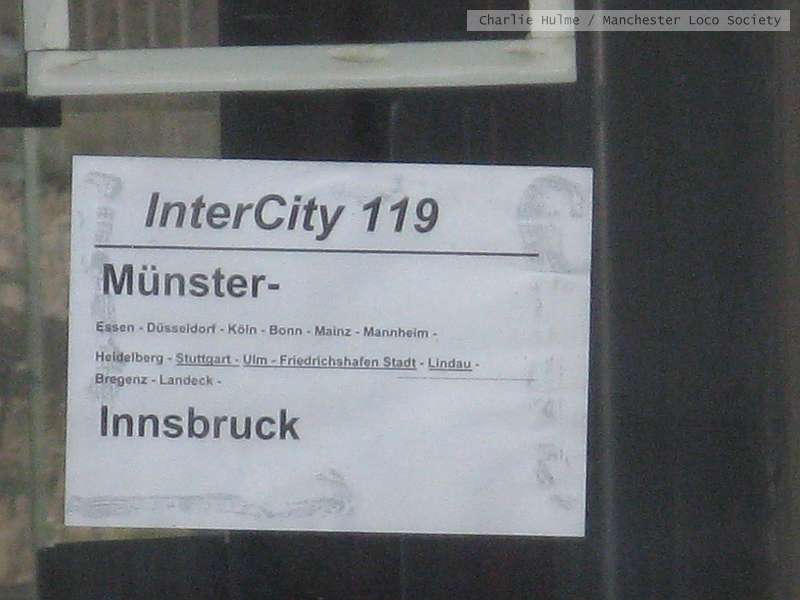 Charlie Hulme / Manchester Loco Society
InterCity 119
Münster-
Essen - Düsseldorf - Köln - Bonn - Mainz - Mannheim -
Heidelberg - Stuttgart - Ulm - Friedrichshafen Stadt - Lindau -
Bregenz - Landeck -
Innsbruck